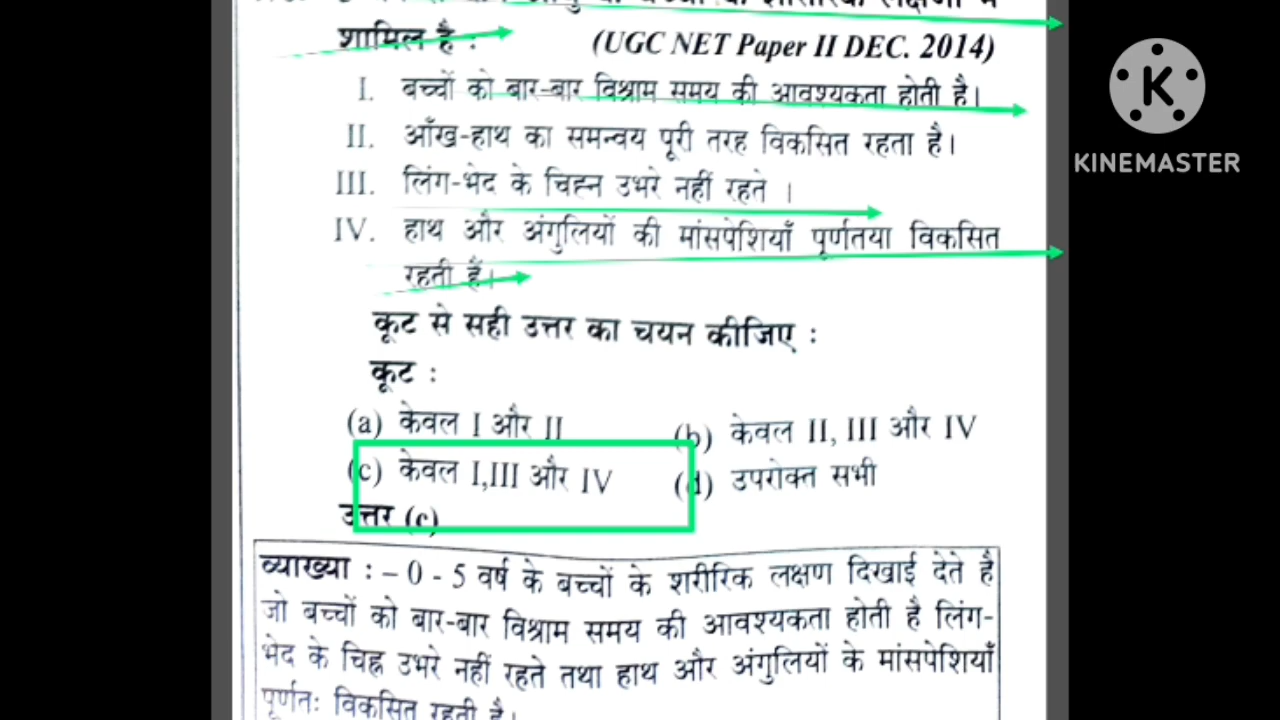 शामिल है :
(UGC NET Paper II DEC. 2014)
I. बच्चों को बार-बार विश्राम समय की आवश्यकता होती है।
II. आँख-हाथ का समन्वय पूरी तरह विकसित रहता है।
III. लिंग-भेद के चिह्न उभरे नहीं रहते ।
IV. हाथ और अंगुलियों की मांसपेशियाँ पूर्णतया विकसित
रहती हैं।
कूट से सही उत्तर का चयन कीजिए :
कूट :
(a) केवल I और II
(b) केवल II, III और IV
(c) केवल I,III और IV
(d) उपरोक्त सभी
उत्तर (c)
व्याख्या : – 0 - 5 वर्ष के बच्चों के शरीरिक लक्षण दिखाई देते है
जो बच्चों को बार-बार विश्राम समय की आवश्यकता होती है लिंग-
भेद के चिह्न उभरे नहीं रहते तथा हाथ और अंगुलियों के मांसपेशियाँ
पूर्णतः विकसित रहती है।
K
KINEMASTER